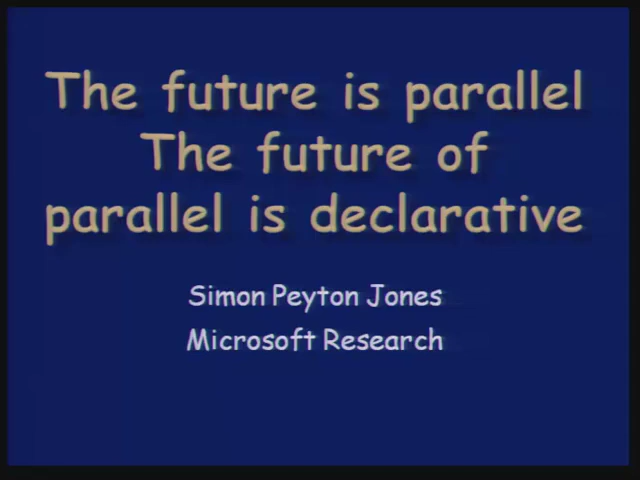 The future is parallel
The future of
parallel is declarative
Simon Peyton Jones
Microsoft Research